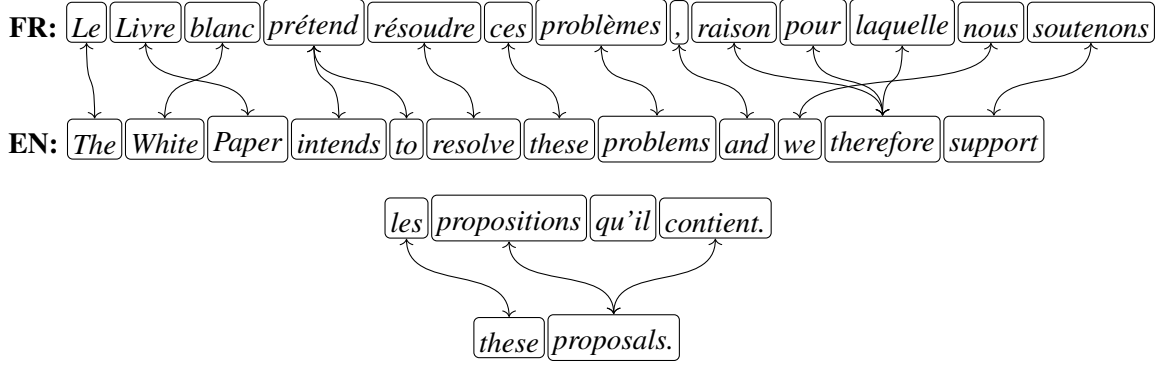 FR: Le Livre blanc prétend résoudre ces problèmes , raison pour laquelle nous soutenons
EN: The White Paper intends to resolve these problems and we therefore support
les propositions qu'il contient.
these proposals.